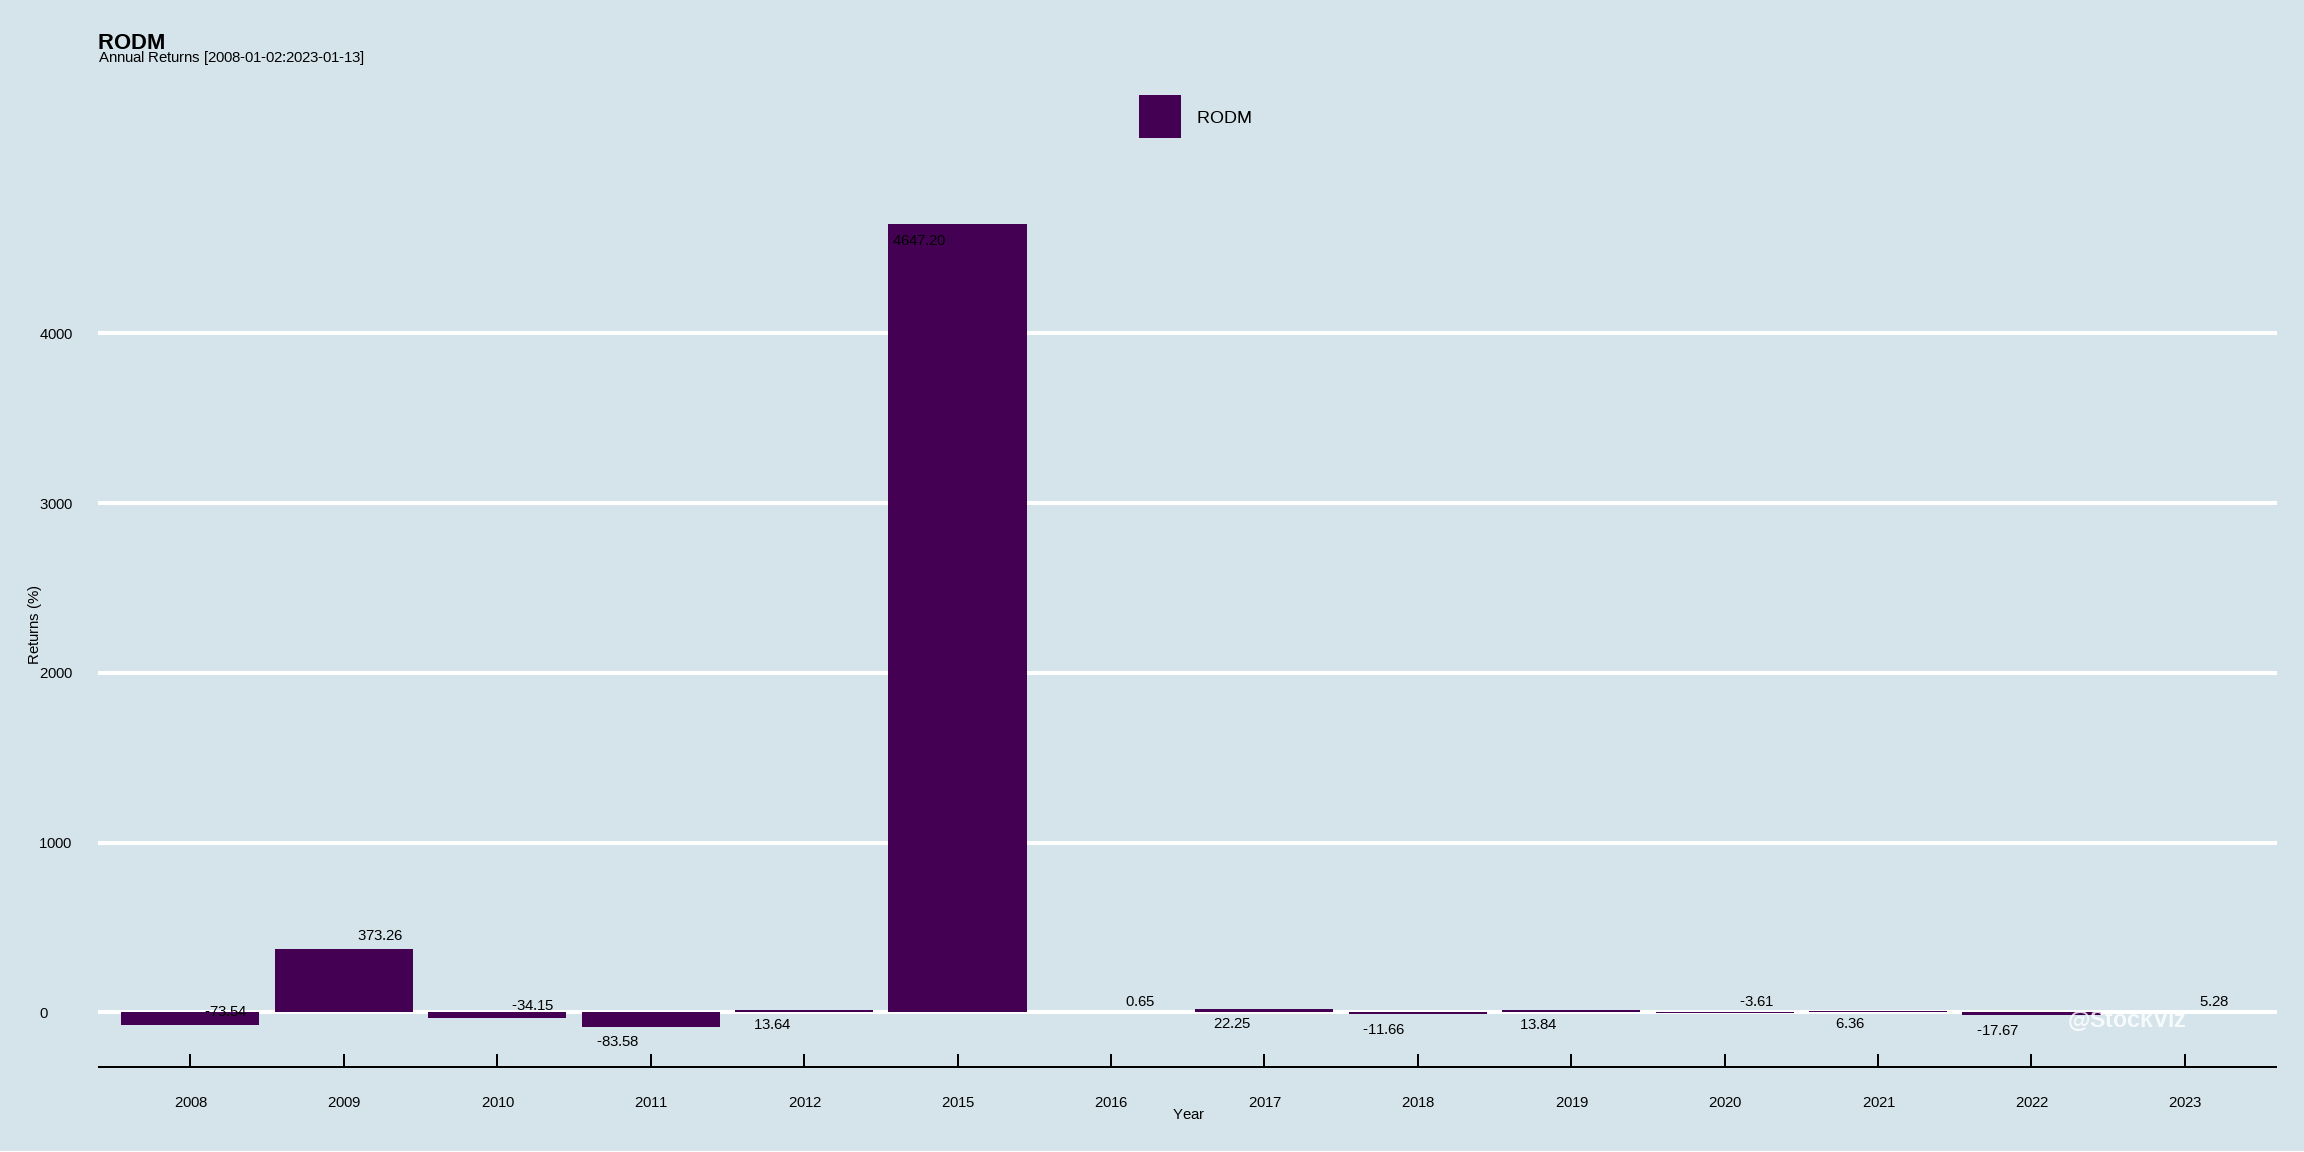 RODM
Annual Returns [2008-01-02:2023-01-13]
RODM
4647.20
4000
3000
Returns (%)
2000
1000
373.26
-73.54
-34.15
-83.58
13.64
0.65
22.25
-11.66
13.84
-3.61
6.36
-17.67
5.28
0
@StockViz
2008 2009 2010 2011 2012 2015 2016 2017 2018 2019 2020 2021 2022 2023
Year